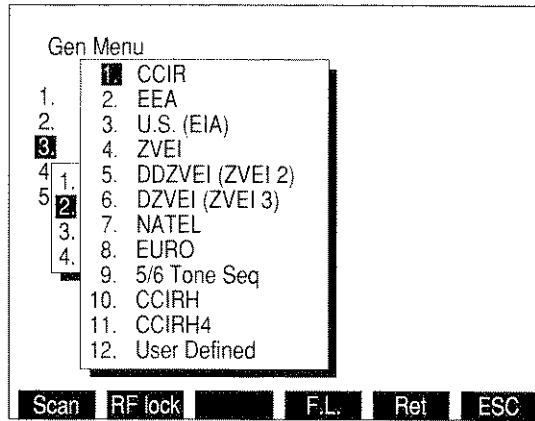 Gen Menu
1.
2.
3.
4
5
1.
2.
3.
4.
1. CCIR
2. EEA
3. U.S. (EIA)
4. ZVEI
5. DDZVEI (ZVEI 2)
6. DZVEI (ZVEI 3)
7. NATEL
8. EURO
9. 5/6 Tone Seq
10. CCIRH
11. CCIRH4
12. User Defined
Scan RF lock F.L. Ret ESC